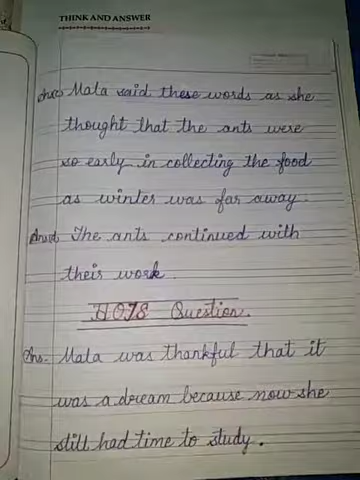 THINK AND ANSWER
Mala said these words as she
thought that the ants were
so early in collecting the food
as winter was far away.
The ants continued with
their work.
HOTS Question.
Ans- Mala was thankful that it
was a dream because now she
still had time to study.